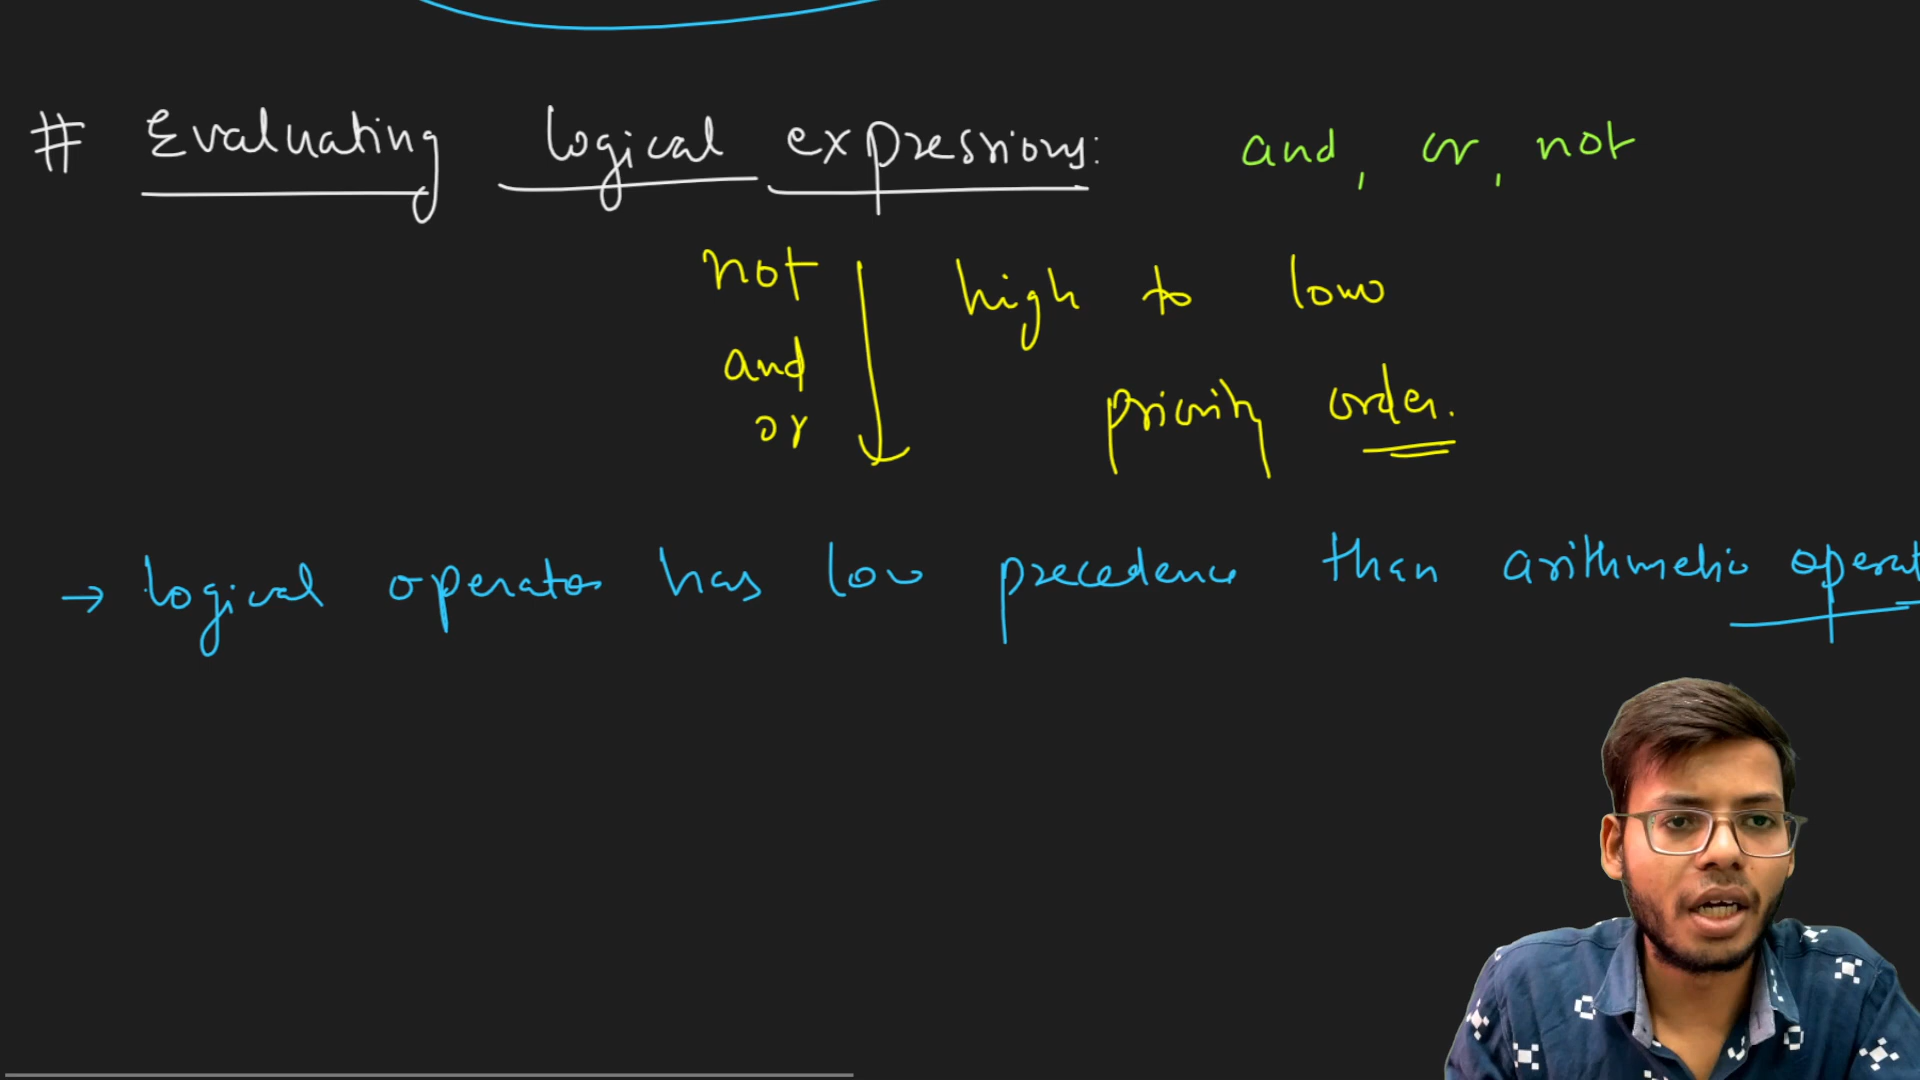 # Evaluating logical expressions: and, or, not
not
high to low
and
priority order.
or
→ logical operator has low precedence than arithmetic operat